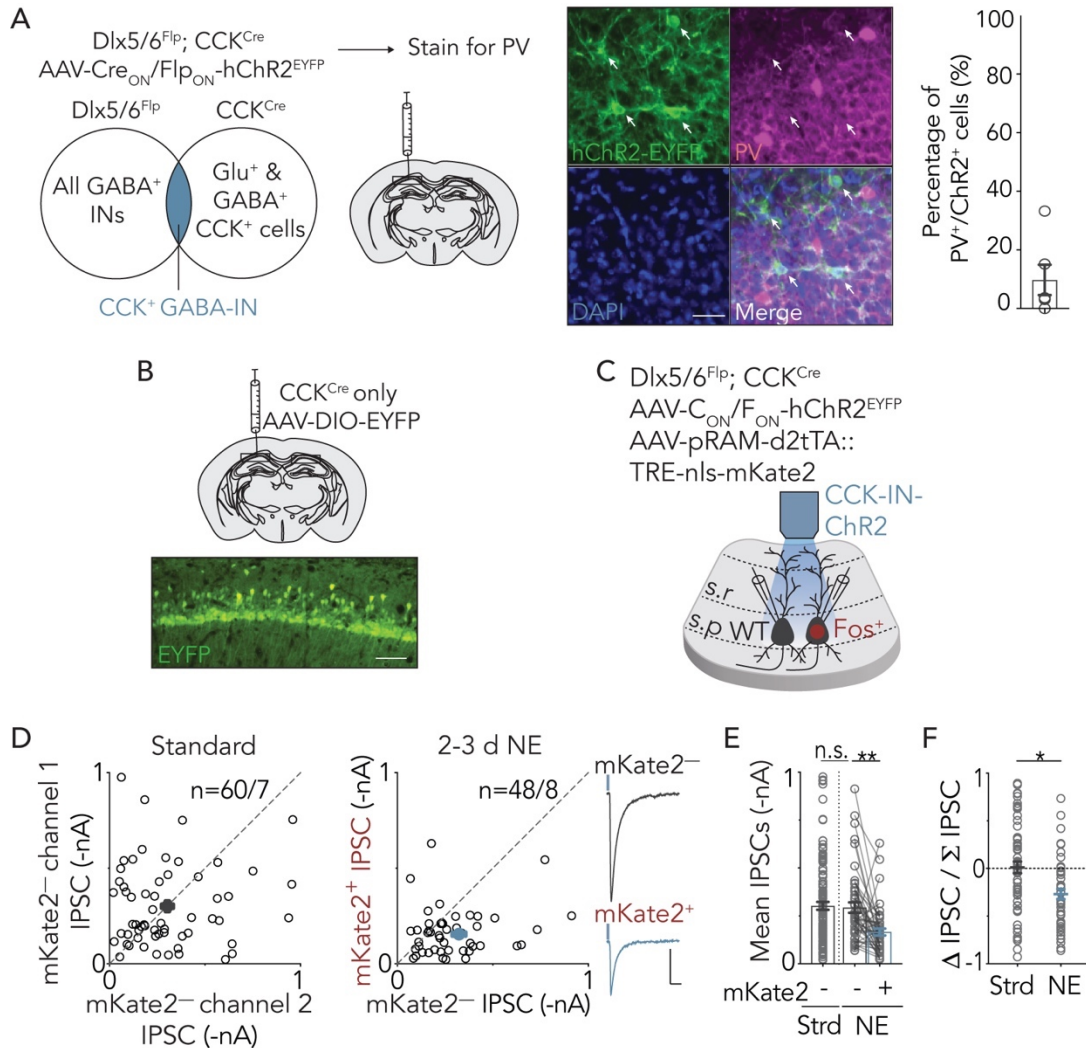 A
Dlx5/6Flp; CCKCre
AAV-CreON/FlpON-hChR2EYFP
Stain for PV
Dlx5/6Flp
CCKCre
All GABA+
INs
Glu+ &
GABA+
CCK+ cells
CCK+ GABA-IN
hChR2-EYFP
PV
DAPI
Merge
Percentage of
PV+/ChR2+ cells (%)
100
80
60
40
20
0
B
CCKCre only
AAV-DIO-EYFP
EYFP
C
Dlx5/6Flp; CCKCre
AAV-CON/FON-hChR2EYFP
AAV-pRAM-d2tTA::
TRE-nls-mKate2
CCK-IN-
ChR2
s.r
s.p
WT
Fos+
D
Standard
n=60/7
mKate2— channel 1
IPSC (-nA)
1
0
0
1
mKate2— channel 2
IPSC (-nA)
2-3 d NE
n=48/8
mKate2+ IPSC (-nA)
1
0
0
1
mKate2— IPSC (-nA)
mKate2—
mKate2+
E
n.s.
**
Mean IPSCs (-nA)
1
0
mKate2
-
-
+
Strd
NE
F
*
Δ IPSC / Σ IPSC
1
0
-1
Strd
NE